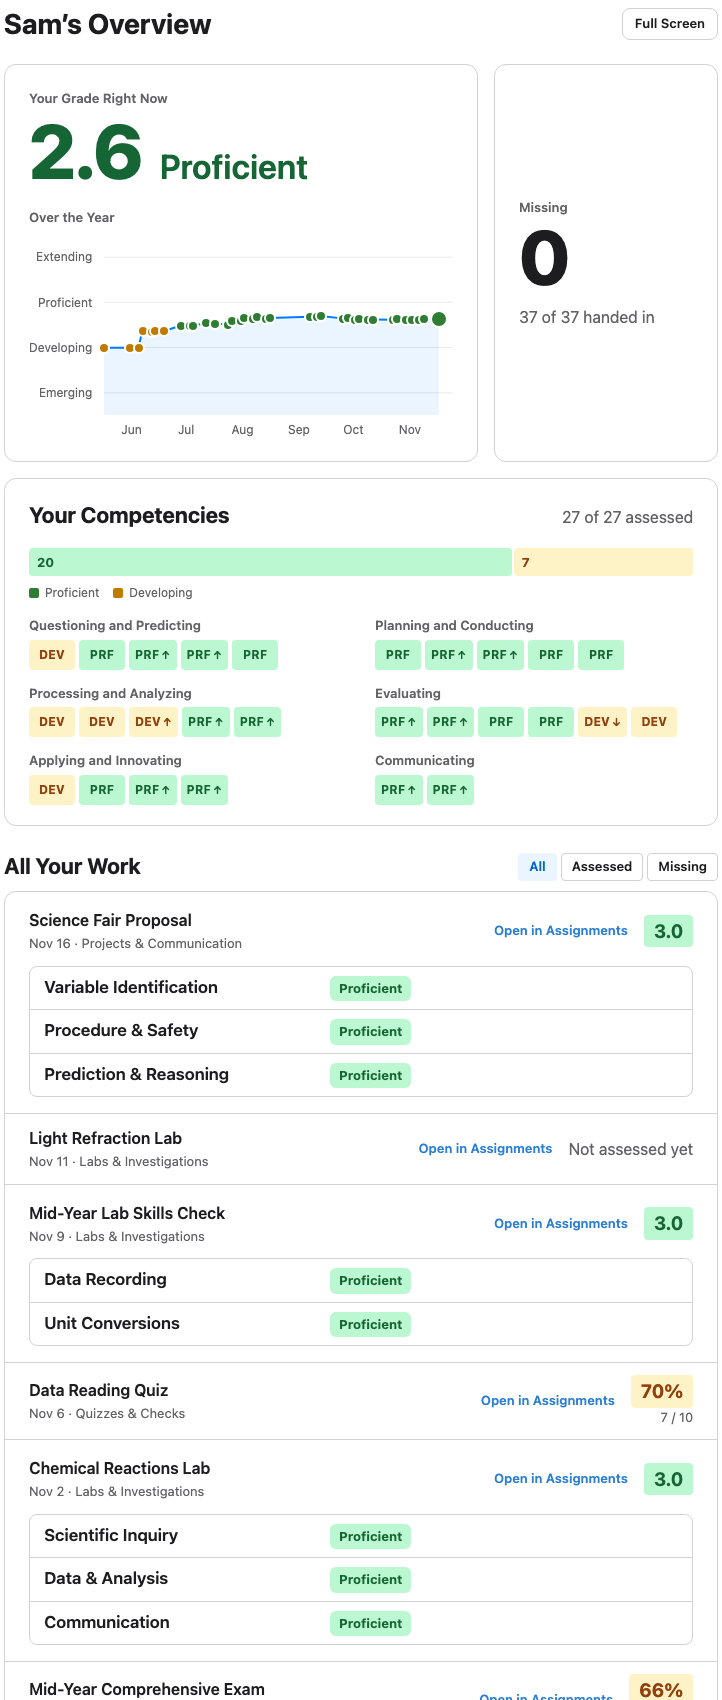 Sam's Overview
Full Screen
Your Grade Right Now
2.6 Proficient
Over the Year
Extending
Proficient
Developing
Emerging
Jun Jul Aug Sep Oct Nov
Missing
0
37 of 37 handed in
Your Competencies
27 of 27 assessed
20 7
Proficient Developing
Questioning and Predicting
DEV PRF PRF↑ PRF↑ PRF
Planning and Conducting
PRF PRF↑ PRF↑ PRF PRF
Processing and Analyzing
DEV DEV DEV↑ PRF↑ PRF↑
Evaluating
PRF↑ PRF↑ PRF PRF DEV↓ DEV
Applying and Innovating
DEV PRF PRF↑ PRF↑
Communicating
PRF↑ PRF↑
All Your Work
All Assessed Missing
Science Fair Proposal
Nov 16 · Projects & Communication
Open in Assignments 3.0
Variable Identification Proficient
Procedure & Safety Proficient
Prediction & Reasoning Proficient
Light Refraction Lab
Nov 11 · Labs & Investigations
Open in Assignments Not assessed yet
Mid-Year Lab Skills Check
Nov 9 · Labs & Investigations
Open in Assignments 3.0
Data Recording Proficient
Unit Conversions Proficient
Data Reading Quiz
Nov 6 · Quizzes & Checks
Open in Assignments 70%
7 / 10
Chemical Reactions Lab
Nov 2 · Labs & Investigations
Open in Assignments 3.0
Scientific Inquiry Proficient
Data & Analysis Proficient
Communication Proficient
Mid-Year Comprehensive Exam
Open in Assignments 66%